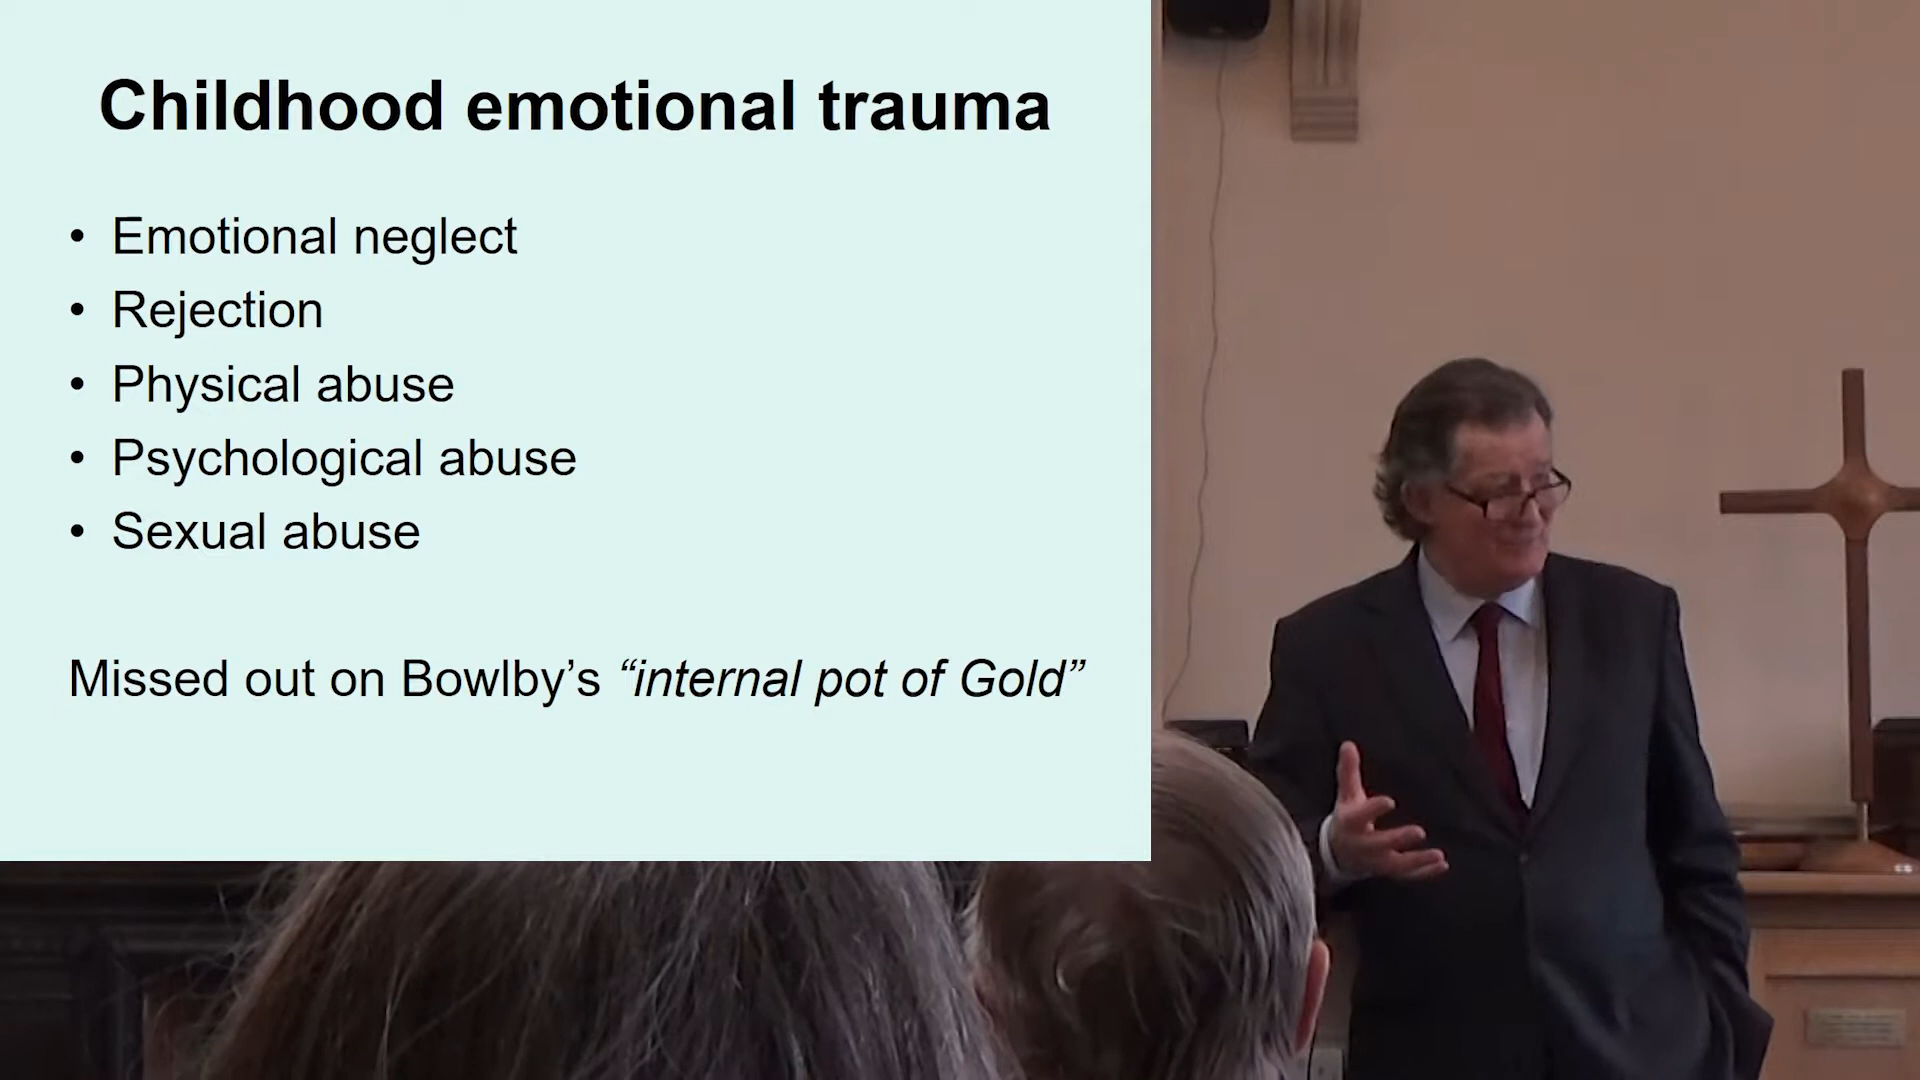 Childhood emotional trauma
• Emotional neglect
• Rejection
• Physical abuse
• Psychological abuse
• Sexual abuse
Missed out on Bowlby’s “internal pot of Gold”